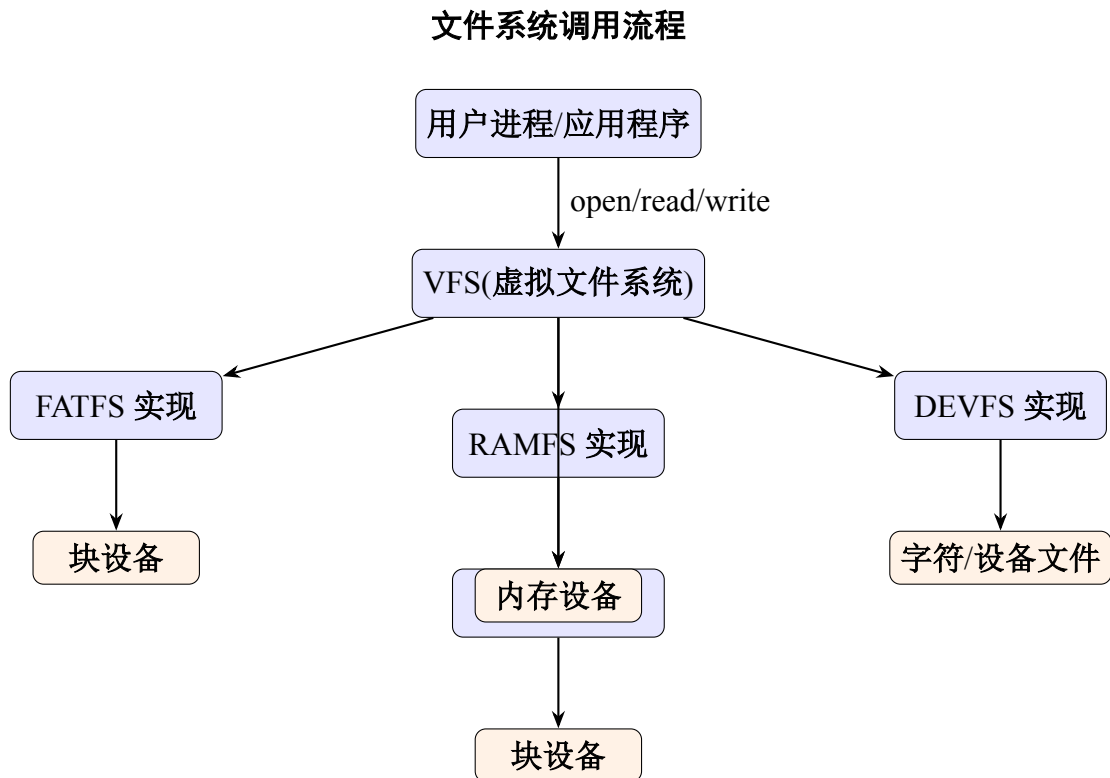 文件系统调用流程
用户进程/应用程序
open/read/write
VFS(虚拟文件系统)
FATFS 实现
RAMFS 实现
DEVFS 实现
块设备
内存设备
字符/设备文件
块设备